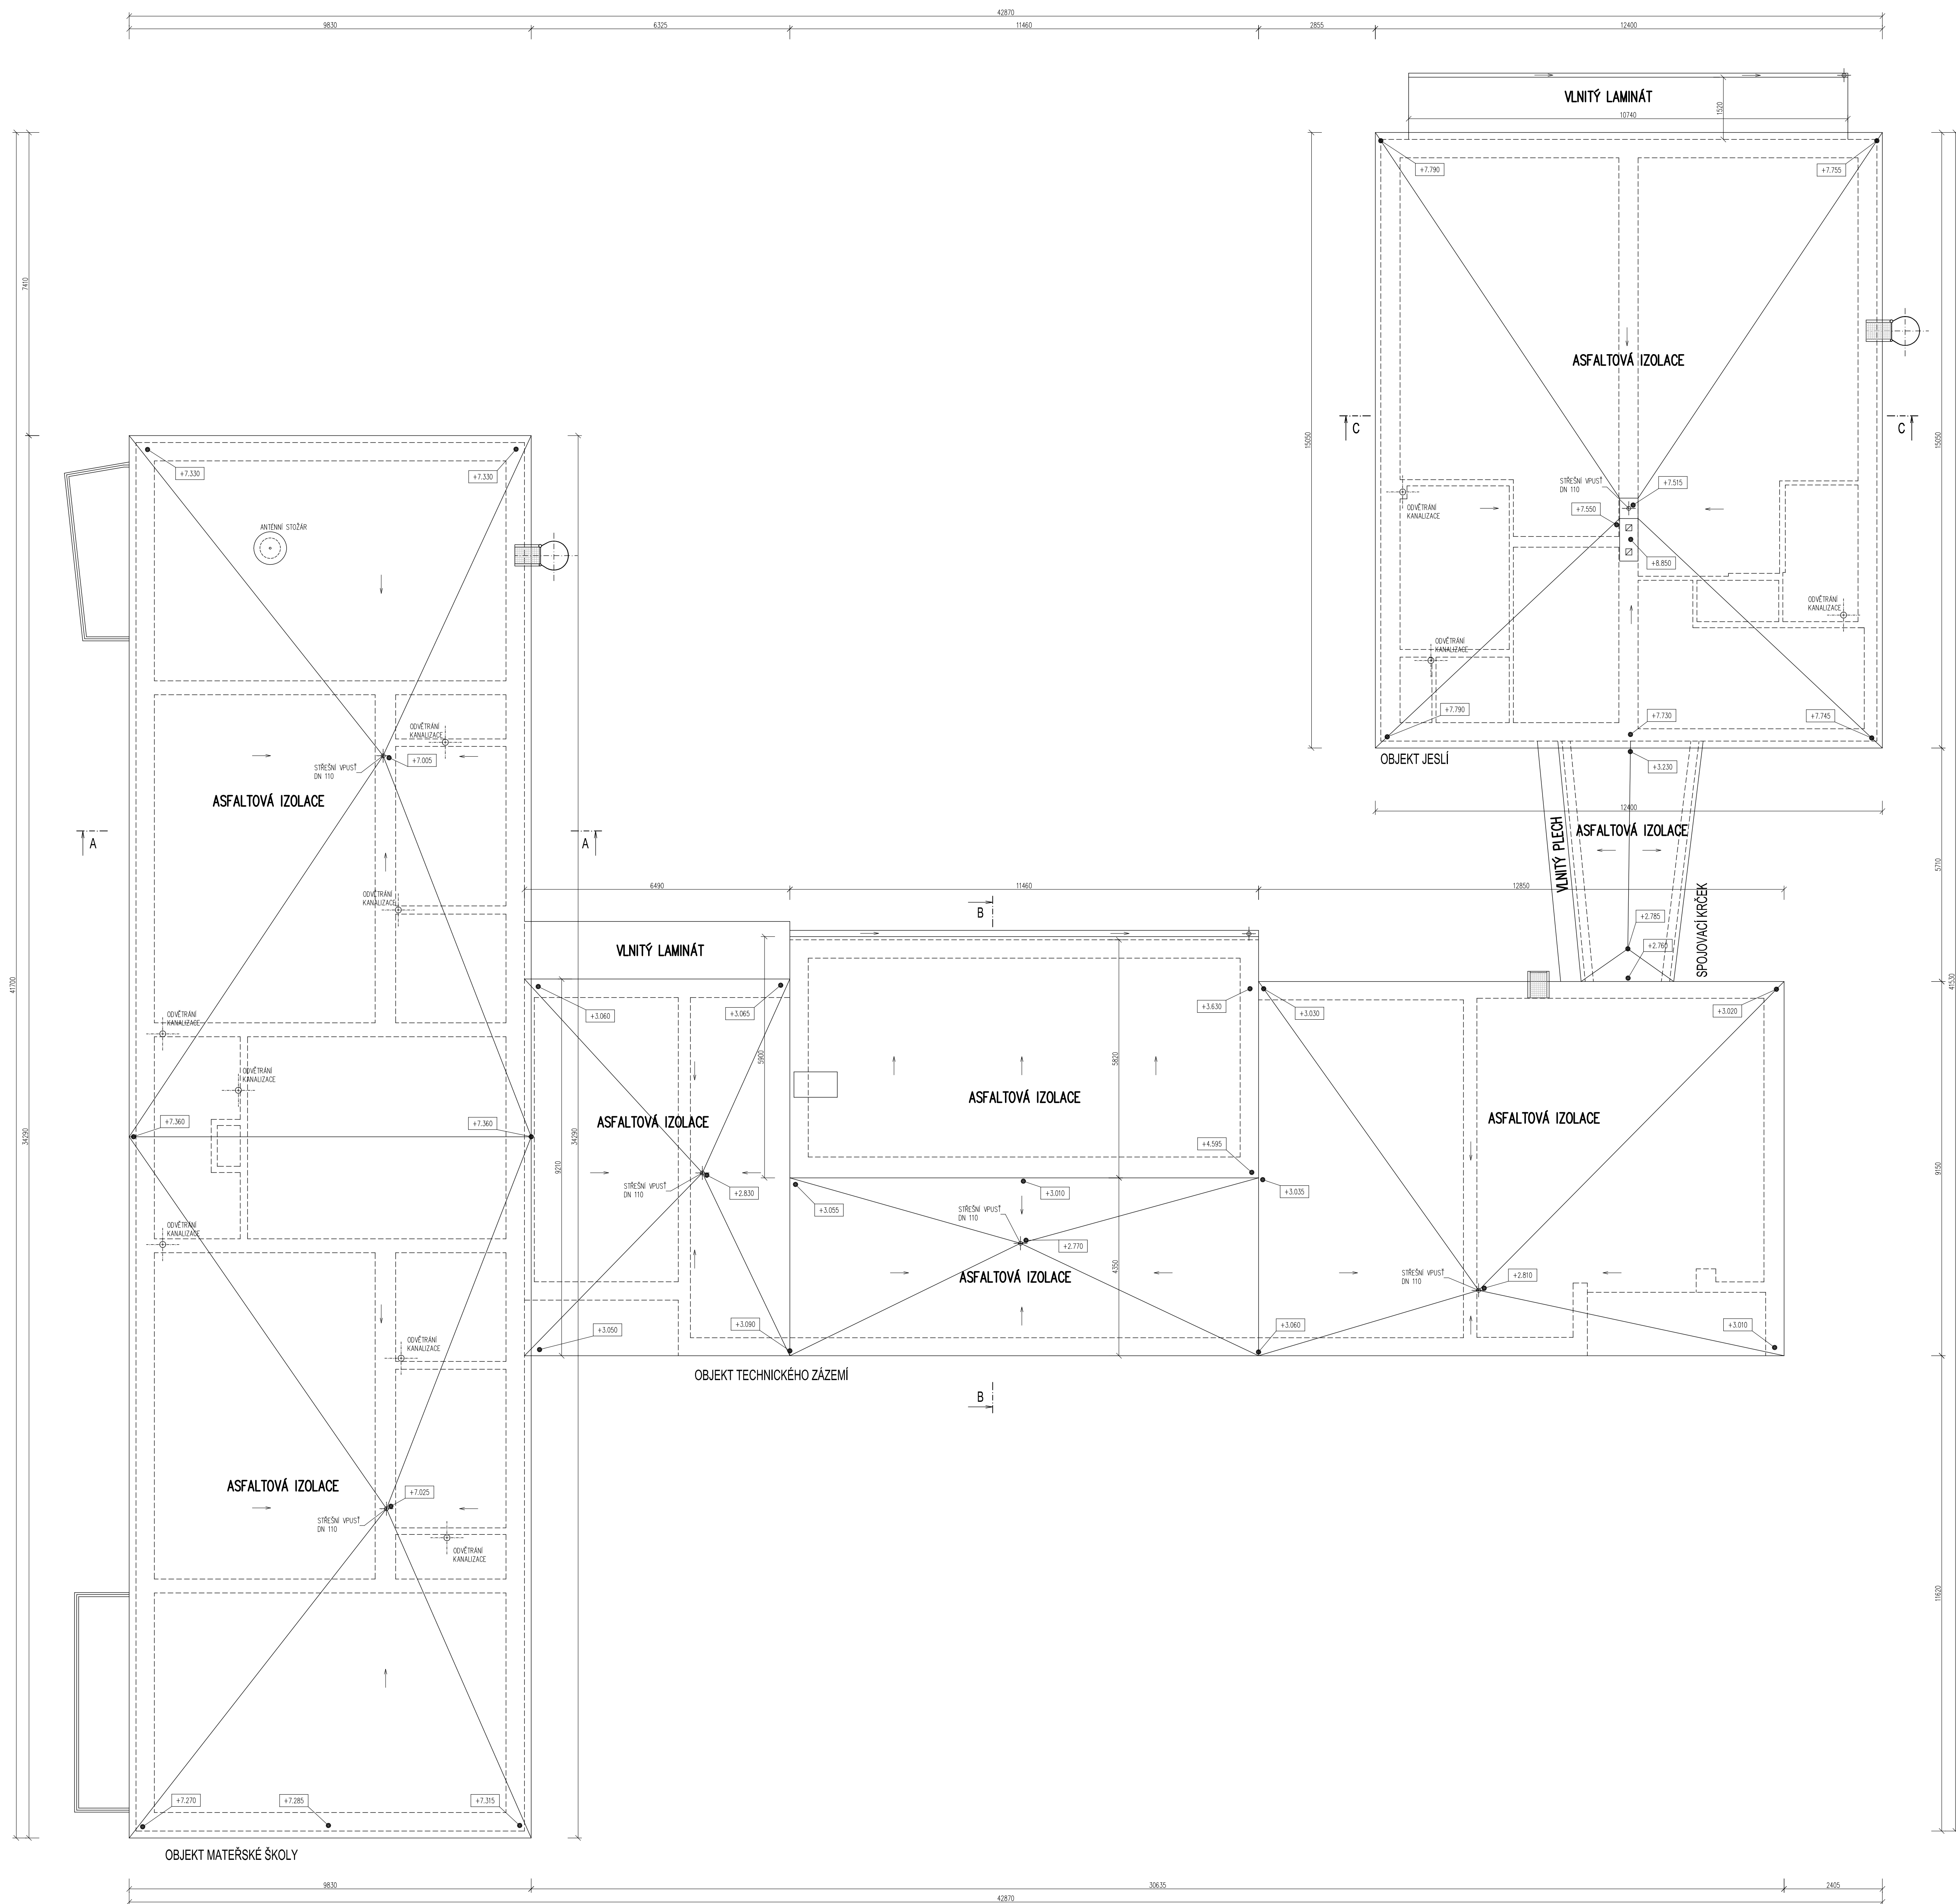 42870
9830
6325
11460
2855
12400
VLNITÝ LAMINÁT
10740
1520
+7.790
+7.755
7410
15050
15050
ASFALTOVÁ IZOLACE
C
C
+7.330
+7.330
ANTÉNNÍ STOŽÁR
STŘEŠNÍ VPUSŤ
DN 110
+7.515
+7.550
ODVĚTRÁNÍ
KANALIZACE
+8.850
ODVĚTRÁNÍ
KANALIZACE
ODVĚTRÁNÍ
KANALIZACE
+7.790
+7.730
+7.745
ODVĚTRÁNÍ
KANALIZACE
OBJEKT JESLÍ
+7.005
STŘEŠNÍ VPUSŤ
DN 110
+3.230
ASFALTOVÁ IZOLACE
12400
A
A
ASFALTOVÁ IZOLACE
VLNITÝ PLECH
5710
6490
11460
12850
ODVĚTRÁNÍ
KANALIZACE
B
+2.785
SPOJOVACÍ KRČEK
VLNITÝ LAMINÁT
+2.760
41700
41530
+3.060
+3.065
+3.630
+3.030
+3.020
ODVĚTRÁNÍ
KANALIZACE
5900
5820
ODVĚTRÁNÍ
KANALIZACE
ASFALTOVÁ IZOLACE
ASFALTOVÁ IZOLACE
ASFALTOVÁ IZOLACE
+7.360
+7.360
34290
34290
9210
+4.595
9150
STŘEŠNÍ VPUSŤ
DN 110
+2.830
+3.010
+3.035
+3.055
STŘEŠNÍ VPUSŤ
DN 110
ODVĚTRÁNÍ
KANALIZACE
+2.770
4350
ASFALTOVÁ IZOLACE
STŘEŠNÍ VPUSŤ
DN 110
+2.810
+3.050
+3.090
+3.060
+3.010
ODVĚTRÁNÍ
KANALIZACE
OBJEKT TECHNICKÉHO ZÁZEMÍ
B
ASFALTOVÁ IZOLACE
+7.025
STŘEŠNÍ VPUSŤ
DN 110
ODVĚTRÁNÍ
KANALIZACE
11620
+7.270
+7.285
+7.315
OBJEKT MATEŘSKÉ ŠKOLY
9830
30635
2405
42870